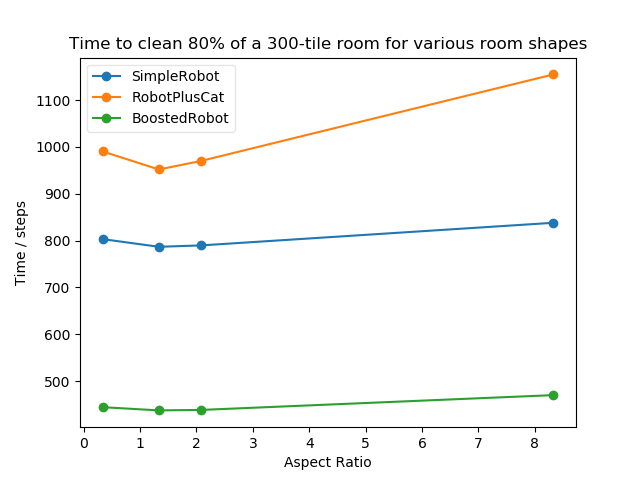 Time to clean 80% of a 300-tile room for various room shapes
SimpleRobot
RobotPlusCat
BoostedRobot
1100
1000
900
800
700
600
500
Time / steps
0 1 2 3 4 5 6 7 8
Aspect Ratio